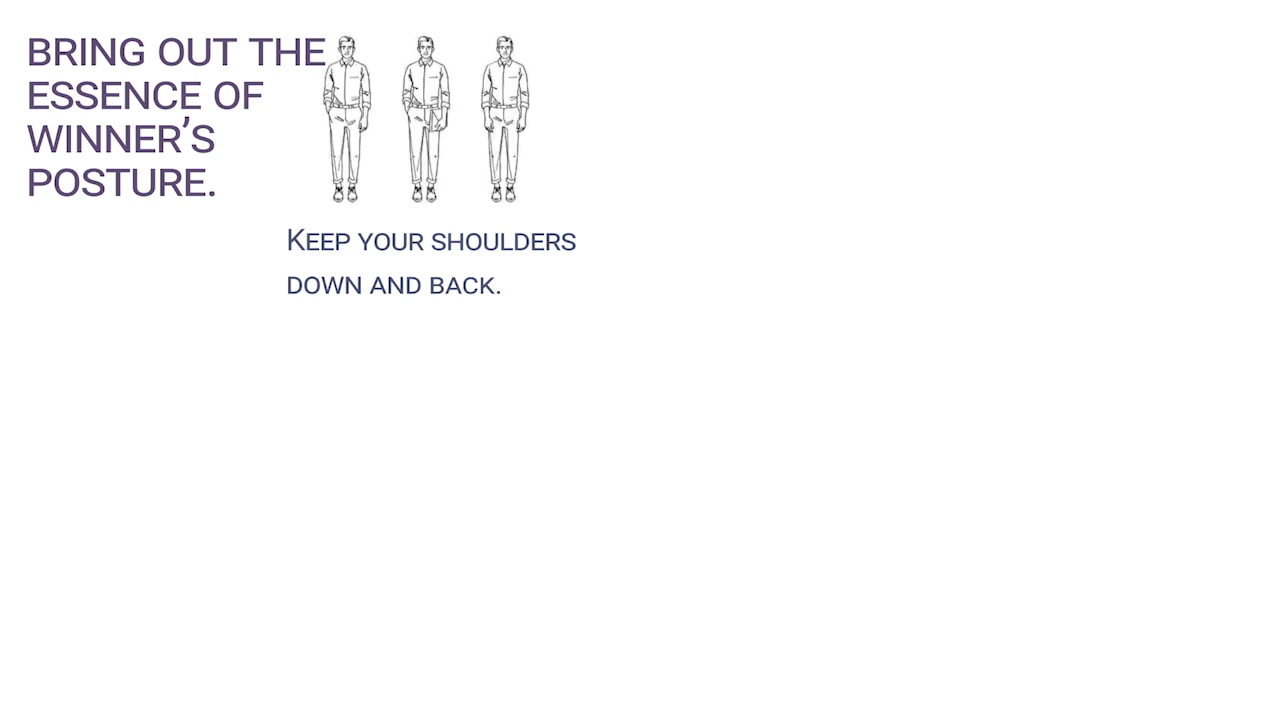 BRING OUT THE
ESSENCE OF
WINNER’S
POSTURE.
KEEP YOUR SHOULDERS
DOWN AND BACK.